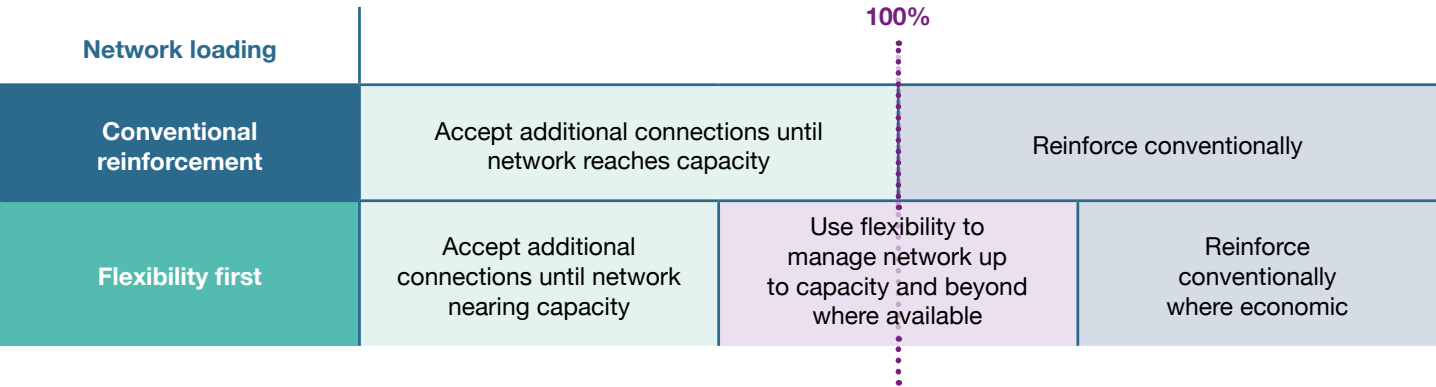 100%
Network loading
Conventional
reinforcement
Accept additional connections until
network reaches capacity
Reinforce conventionally
Flexibility first
Accept additional
connections until network
nearing capacity
Use flexibility to
manage network up
to capacity and beyond
where available
Reinforce
conventionally
where economic